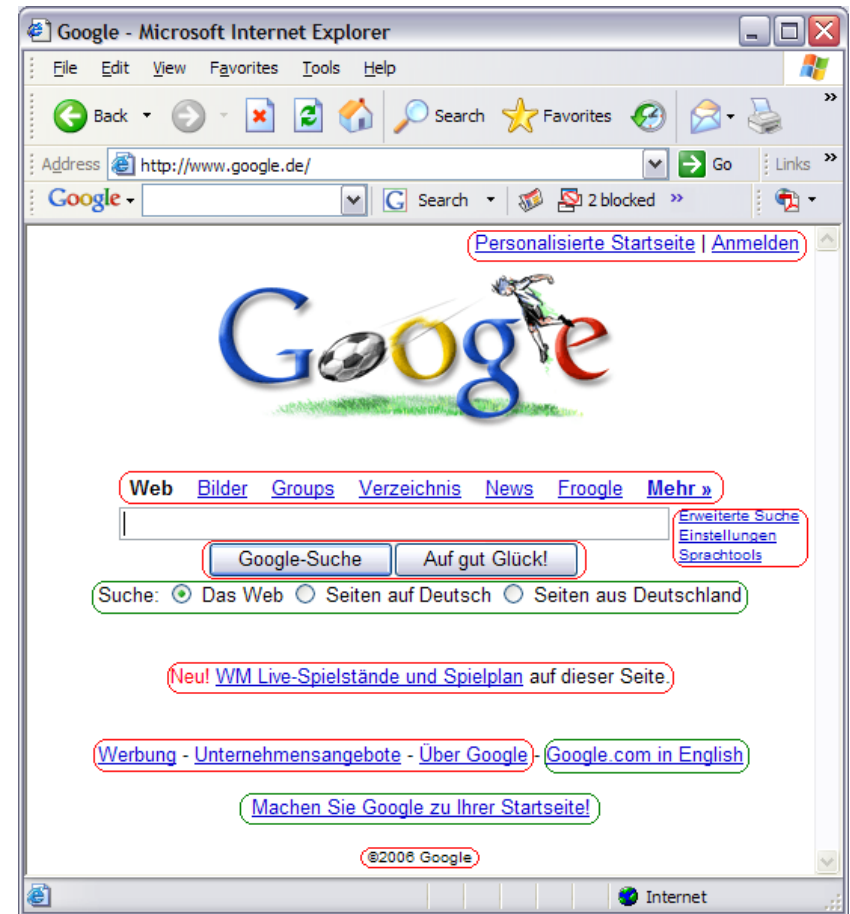 Google - Microsoft Internet Explorer
File Edit View Favorites Tools Help
Back Search Favorites »
Address http://www.google.de/ Go Links »
Google Search 2 blocked »
Personalisierte Startseite | Anmelden
Google
Web Bilder Groups Verzeichnis News Froogle Mehr »
Erweiterte Suche
Einstellungen
Sprachtools
Google-Suche Auf gut Glück!
Suche: Das Web Seiten auf Deutsch Seiten aus Deutschland
Neu! WM Live-Spielstände und Spielplan auf dieser Seite.
Werbung - Unternehmensangebote - Über Google - Google.com in English
Machen Sie Google zu Ihrer Startseite!
©2006 Google
Internet